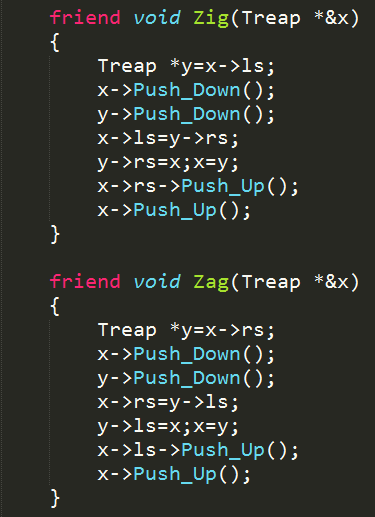 friend void Zig(Treap *&x)
{
    Treap *y=x->ls;
    x->Push_Down();
    y->Push_Down();
    x->ls=y->rs;
    y->rs=x;x=y;
    x->rs->Push_Up();
    x->Push_Up();
}

friend void Zag(Treap *&x)
{
    Treap *y=x->rs;
    x->Push_Down();
    y->Push_Down();
    x->rs=y->ls;
    y->ls=x;x=y;
    x->ls->Push_Up();
    x->Push_Up();
}